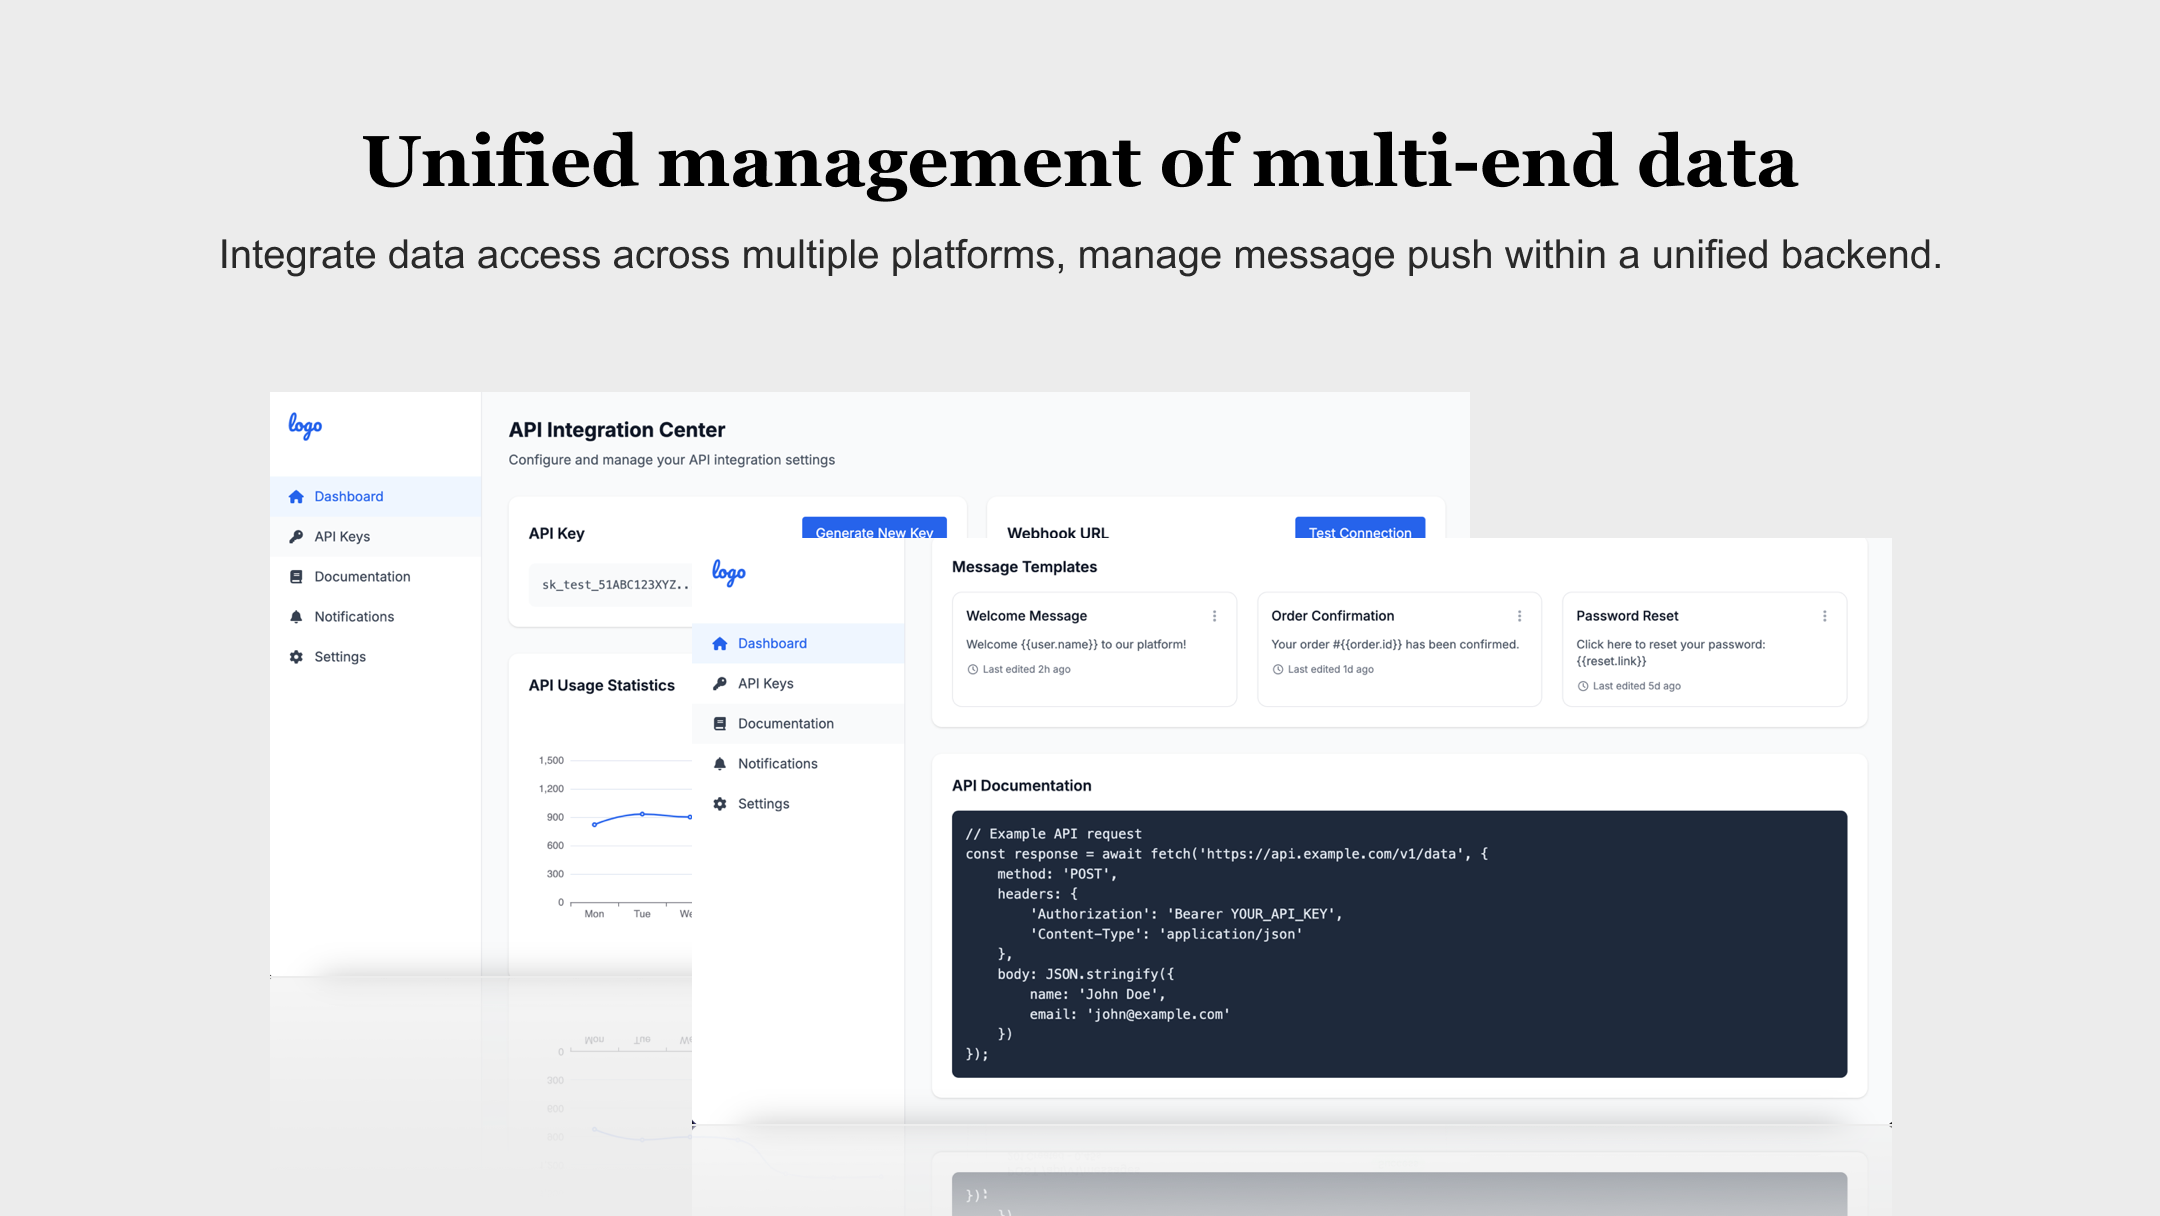 Unified management of multi-end data
Integrate data access across multiple platforms, manage message push within a unified backend.
logo
Dashboard
API Keys
Documentation
Notifications
Settings
API Integration Center
Configure and manage your API integration settings
API Key
Generate New Key
sk_test_51ABC123XYZ..
Webhook URL
Test Connection
API Usage Statistics
1,500
1,200
900
600
300
0
Mon Tue We
logo
Dashboard
API Keys
Documentation
Notifications
Settings
Message Templates
Welcome Message
Welcome {{user.name}} to our platform!
Last edited 2h ago
Order Confirmation
Your order #{{order.id}} has been confirmed.
Last edited 1d ago
Password Reset
Click here to reset your password:
{{reset.link}}
Last edited 5d ago
API Documentation
// Example API request
const response = await fetch('https://api.example.com/v1/data', {
    method: 'POST',
    headers: {
        'Authorization': 'Bearer YOUR_API_KEY',
        'Content-Type': 'application/json'
    },
    body: JSON.stringify({
        name: 'John Doe',
        email: 'john@example.com'
    })
});